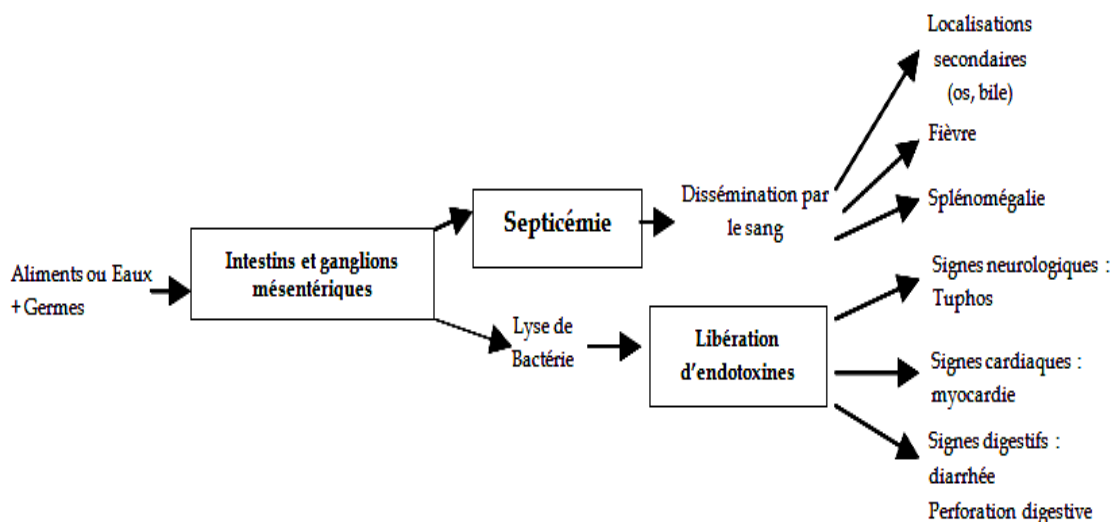 Aliments ou Eaux
+ Germes
Intestins et ganglions
mésentériques
Septicémie
Dissémination par
le sang
Localisations
secondaires
(os, bile)
Fièvre
Splénomégalie
Lyse de
Bactérie
Libération
d'endotoxines
Signes neurologiques :
Tuphos
Signes cardiaques :
myocardie
Signes digestifs :
diarrhée
Perforation digestive